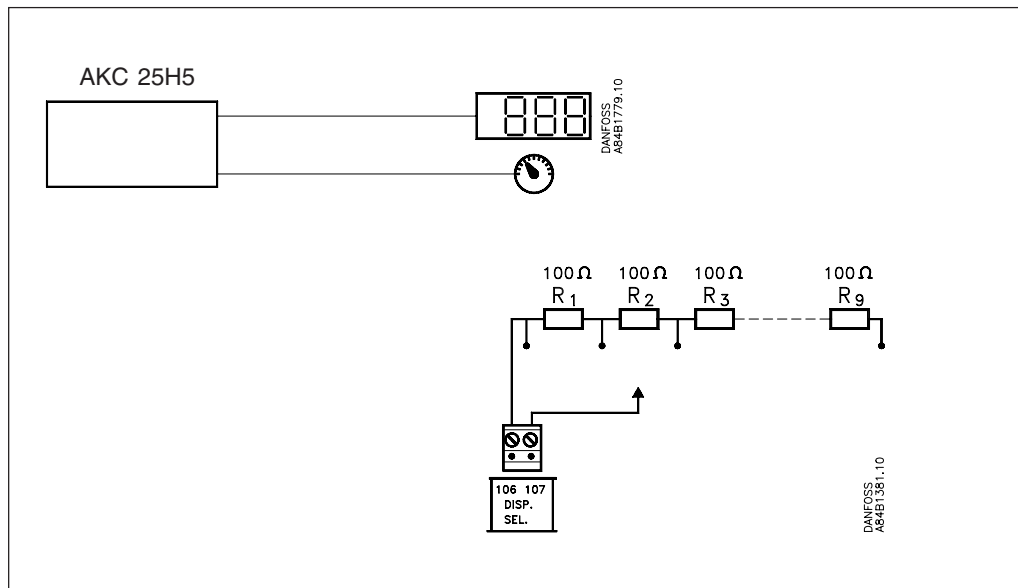 AKC 25H5
888
DANFOSS
A84B1779.10
100Ω 100Ω 100Ω 100Ω
R1 R2 R3 R9
106 107
DISP.
SEL.
DANFOSS
A84B1381.10